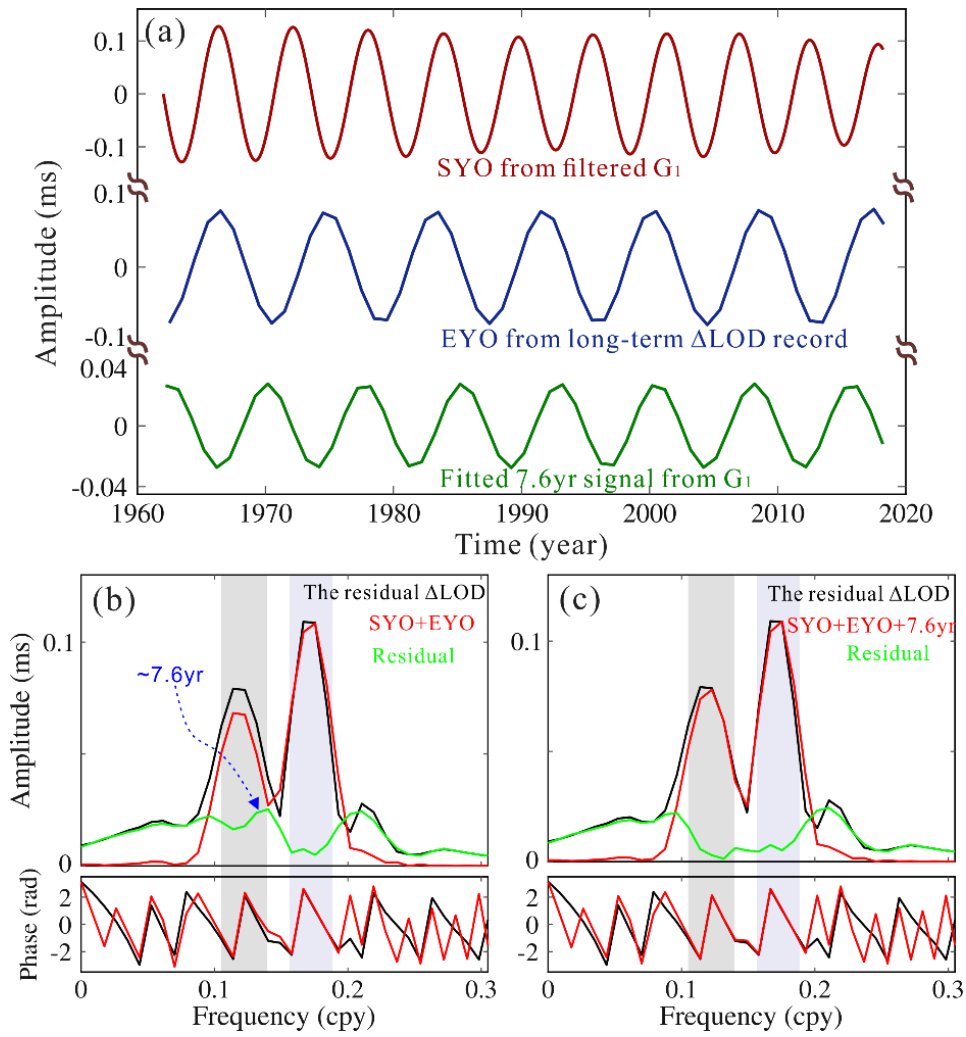 (a)
0.1
0
-0.1
SYO from filtered G₁
0.1
0
-0.1
EYO from long-term ΔLOD record
0.04
0
-0.04
Fitted 7.6yr signal from G₁
Amplitude (ms)
1960 1970 1980 1990 2000 2010 2020
Time (year)
(b)
The residual ΔLOD
SYO+EYO
Residual
~7.6yr
0.1
0
Amplitude (ms)
2
0
-2
Phase (rad)
0 0.1 0.2 0.3
Frequency (cpy)
(c)
The residual ΔLOD
SYO+EYO+7.6yr
Residual
0.1
0
Amplitude (ms)
2
0
-2
Phase (rad)
0 0.1 0.2 0.3
Frequency (cpy)